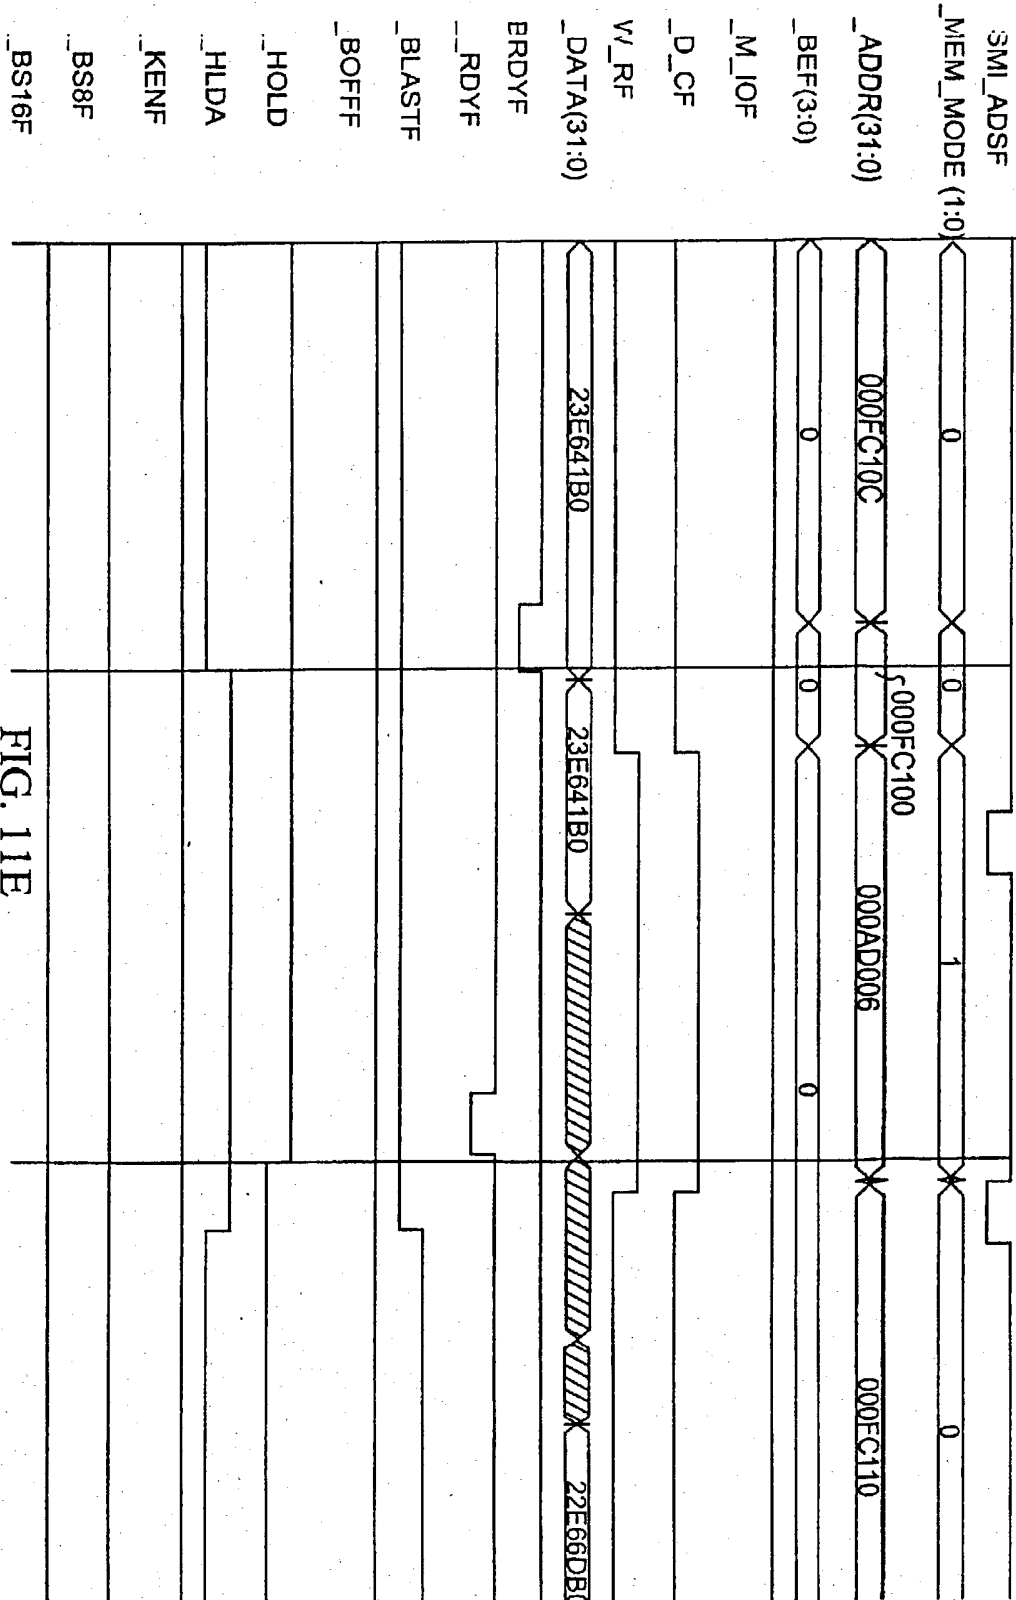 SMI_ADSF
_MEM_MODE (1:0) 0 0 1 0
_ADDR(31:0) 000FC10C 000FC100 000AD006 000FC110
_BEF(3:0) 0 0 0
_M_IOF
_D_CF
W_RF
_DATA(31:0) 23E641B0 23E641B0 22E66DB0
BRDYF
_RDYF
_BLASTF
_BOFFF
_HOLD
_HLDA
_KENF
_BS8F
_BS16F
FIG. 11E